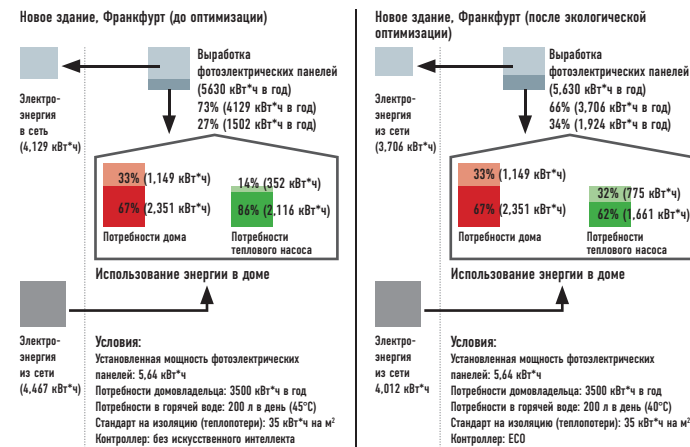 Новое здание, Франкфурт (до оптимизации)
Выработка
фотоэлектрических панелей
(5630 кВт*ч в год)
73% (4129 кВт*ч в год)
27% (1502 кВт*ч в год)
Электро-
энергия
в сеть
(4,129 кВт*ч)
33% (1,149 кВт*ч)
67% (2,351 кВт*ч)
Потребности дома
14% (352 кВт*ч)
86% (2,116 кВт*ч)
Потребности
теплового насоса
Использование энергии в доме
Электро-
энергия
из сети
(4,467 кВт*ч)
Условия:
Установленная мощность фотоэлектрических
панелей: 5,64 кВт*ч
Потребности домовладельца: 3500 кВт*ч в год
Потребности в горячей воде: 200 л в день (45°C)
Стандарт на изоляцию (теплопотери): 35 кВт*ч на м²
Контроллер: без искусственного интеллекта
Новое здание, Франкфурт (после экологической
оптимизации)
Выработка
фотоэлектрических панелей
(5,630 кВт*ч в год)
66% (3,706 кВт*ч в год)
34% (1,924 кВт*ч в год)
Электро-
энергия
из сети
(3,706 кВт*ч)
33% (1,149 кВт*ч)
67% (2,351 кВт*ч)
Потребности дома
32% (775 кВт*ч)
62% (1,661 кВт*ч)
Потребности
теплового насоса
Использование энергии в доме
Электро-
энергия
из сети
4,012 кВт*ч
Условия:
Установленная мощность фотоэлектрических
панелей: 5,64 кВт*ч
Потребности домовладельца: 3500 кВт*ч в год
Потребности в горячей воде: 200 л в день (40°C)
Стандарт на изоляцию (теплопотери): 35 кВт*ч на м²
Контроллер: ECO